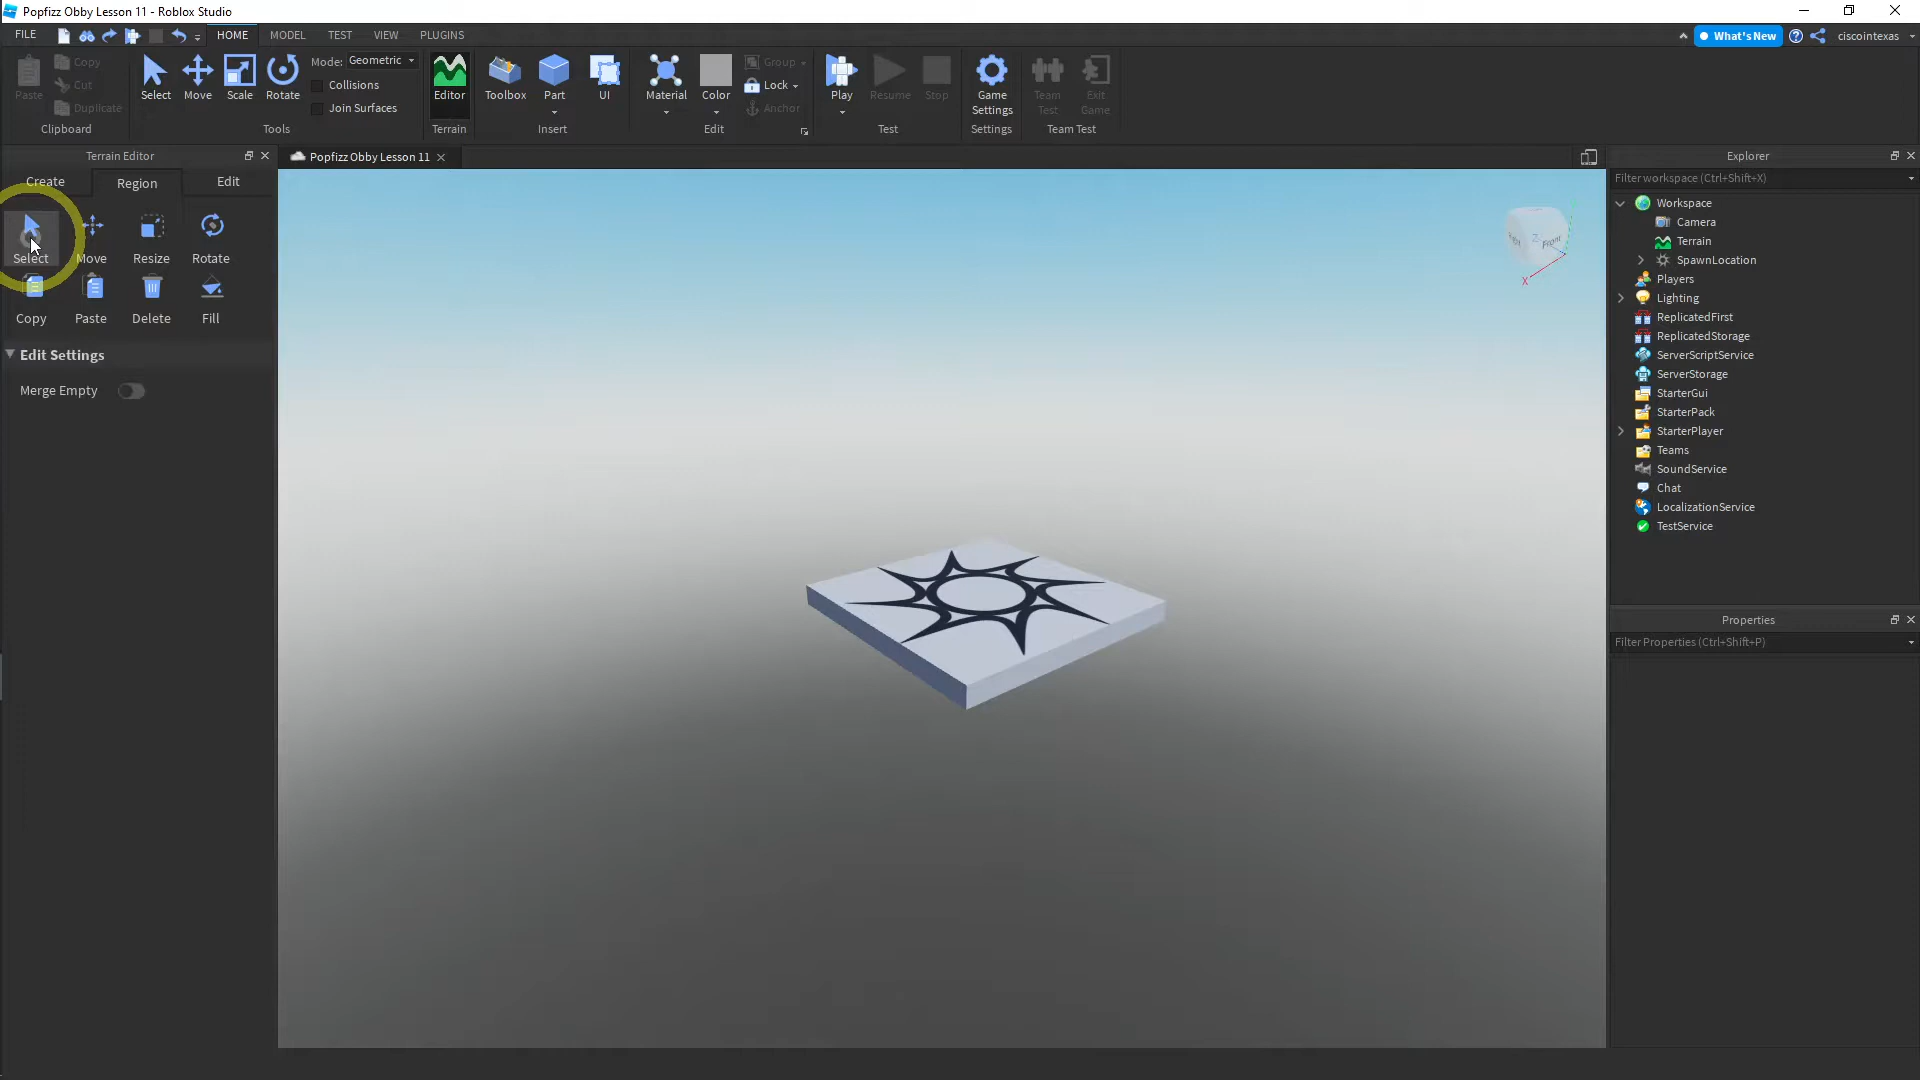 Popfizz Obby Lesson 11 - Roblox Studio
FILE HOME MODEL TEST VIEW PLUGINS What's New ciscointexas
Paste Copy Cut Duplicate
Clipboard
Select Move Scale Rotate
Mode: Geometric
Collisions
Join Surfaces
Tools
Editor
Terrain
Toolbox Part UI
Insert
Material Color Group Lock Anchor
Edit
Play Resume Stop
Test
Game Settings
Settings
Team Test Exit Game
Team Test
Terrain Editor
Create Region Edit
Select Move Resize Rotate
Copy Paste Delete Fill
Edit Settings
Merge Empty
Popfizz Obby Lesson 11
Front
X
Z
Explorer
Filter workspace (Ctrl+Shift+X)
Workspace
Camera
Terrain
SpawnLocation
Players
Lighting
ReplicatedFirst
ReplicatedStorage
ServerScriptService
ServerStorage
StarterGui
StarterPack
StarterPlayer
Teams
SoundService
Chat
LocalizationService
TestService
Properties
Filter Properties (Ctrl+Shift+P)